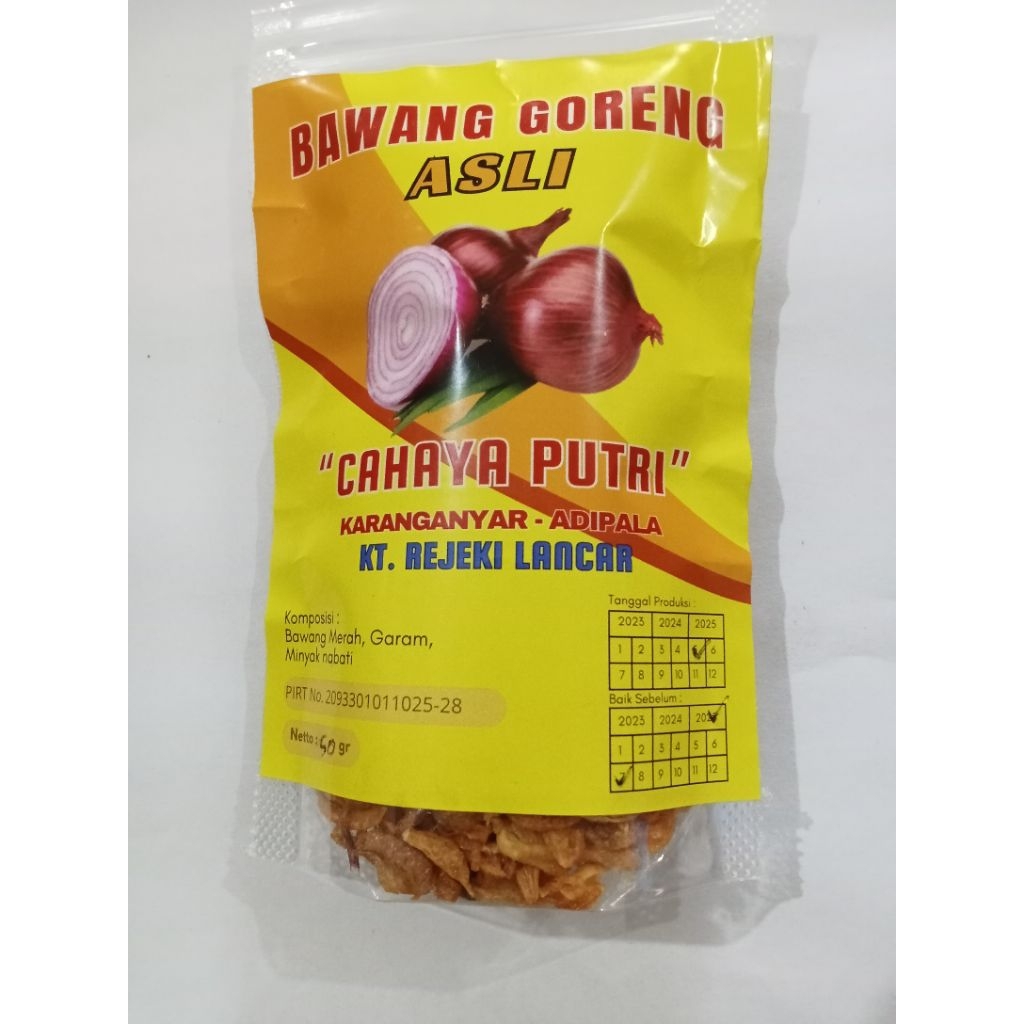 BAWANG GORENG
ASLI
"CAHAYA PUTRI"
KARANGANYAR - ADIPALA
KT. REJEKI LANCAR
Komposisi :
Bawang Merah, Garam,
Minyak nabati
PIRT No. 2093301011025-28
Netto : 50 gr
Tanggal Produksi :
2023 2024 2025
1 2 3 4 6
7 8 9 10 11 12
Baik Sebelum :
2023 2024
1 2 3 4 5 6
7 8 9 10 11 12